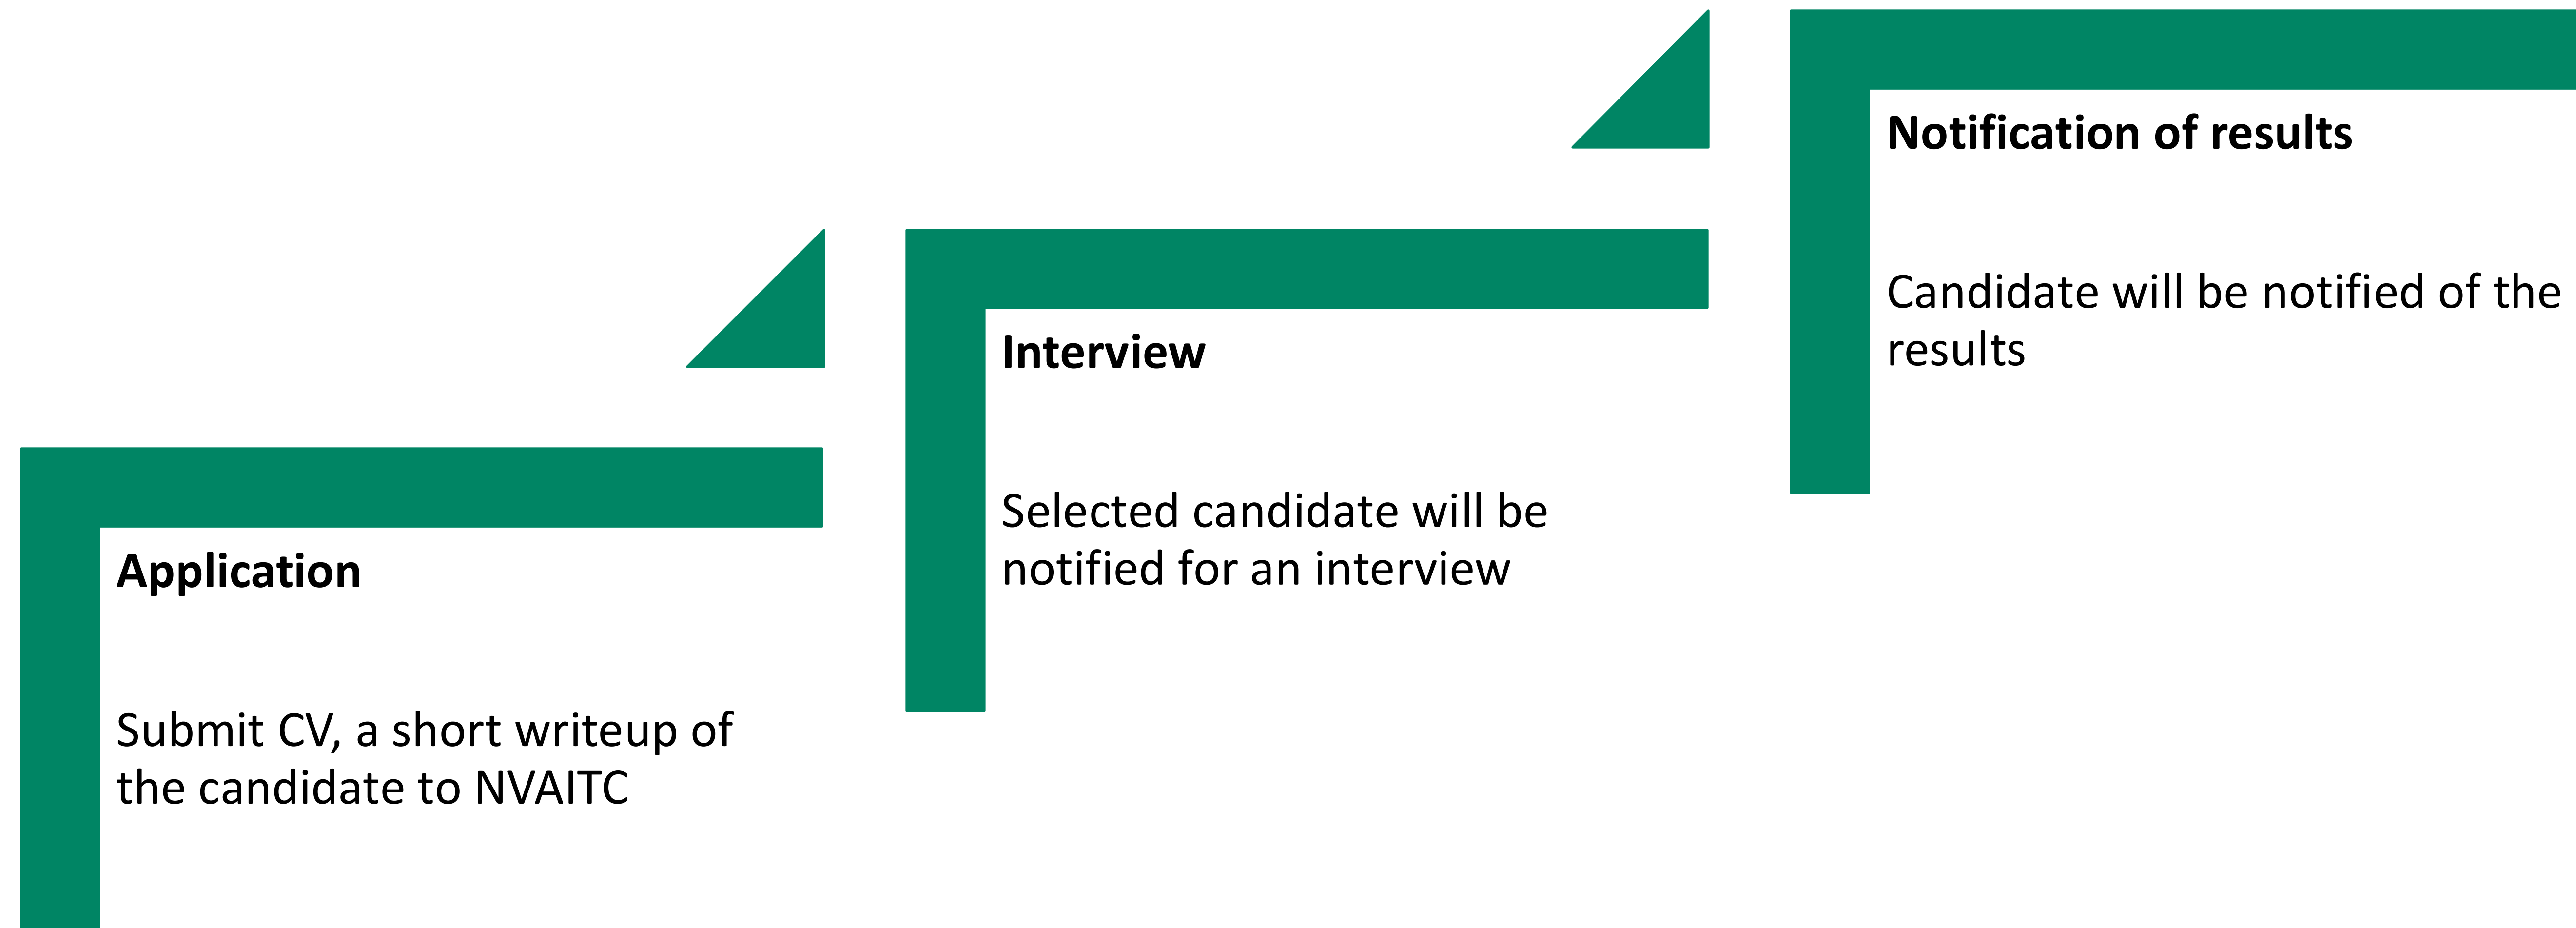 Application
Submit CV, a short writeup of
the candidate to NVAITC
Interview
Selected candidate will be
notified for an interview
Notification of results
Candidate will be notified of the
results